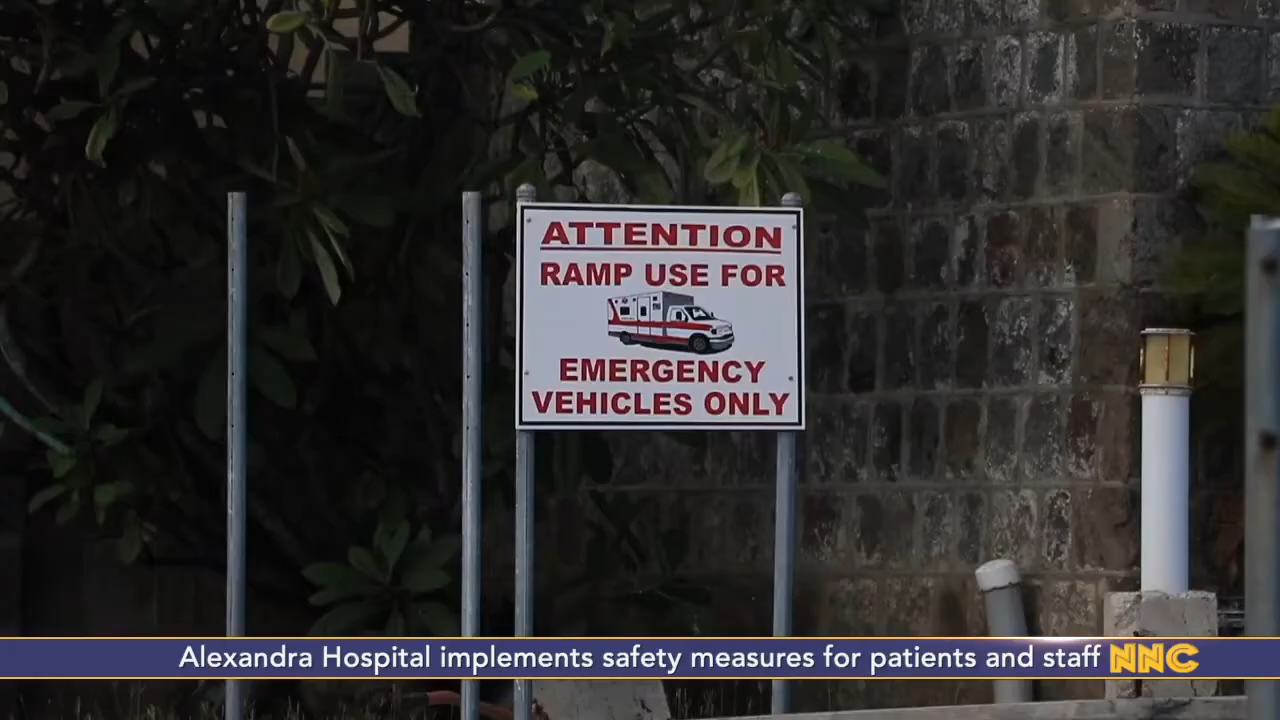 ATTENTION
RAMP USE FOR
EMERGENCY
VEHICLES ONLY
Alexandra Hospital implements safety measures for patients and staff NNC